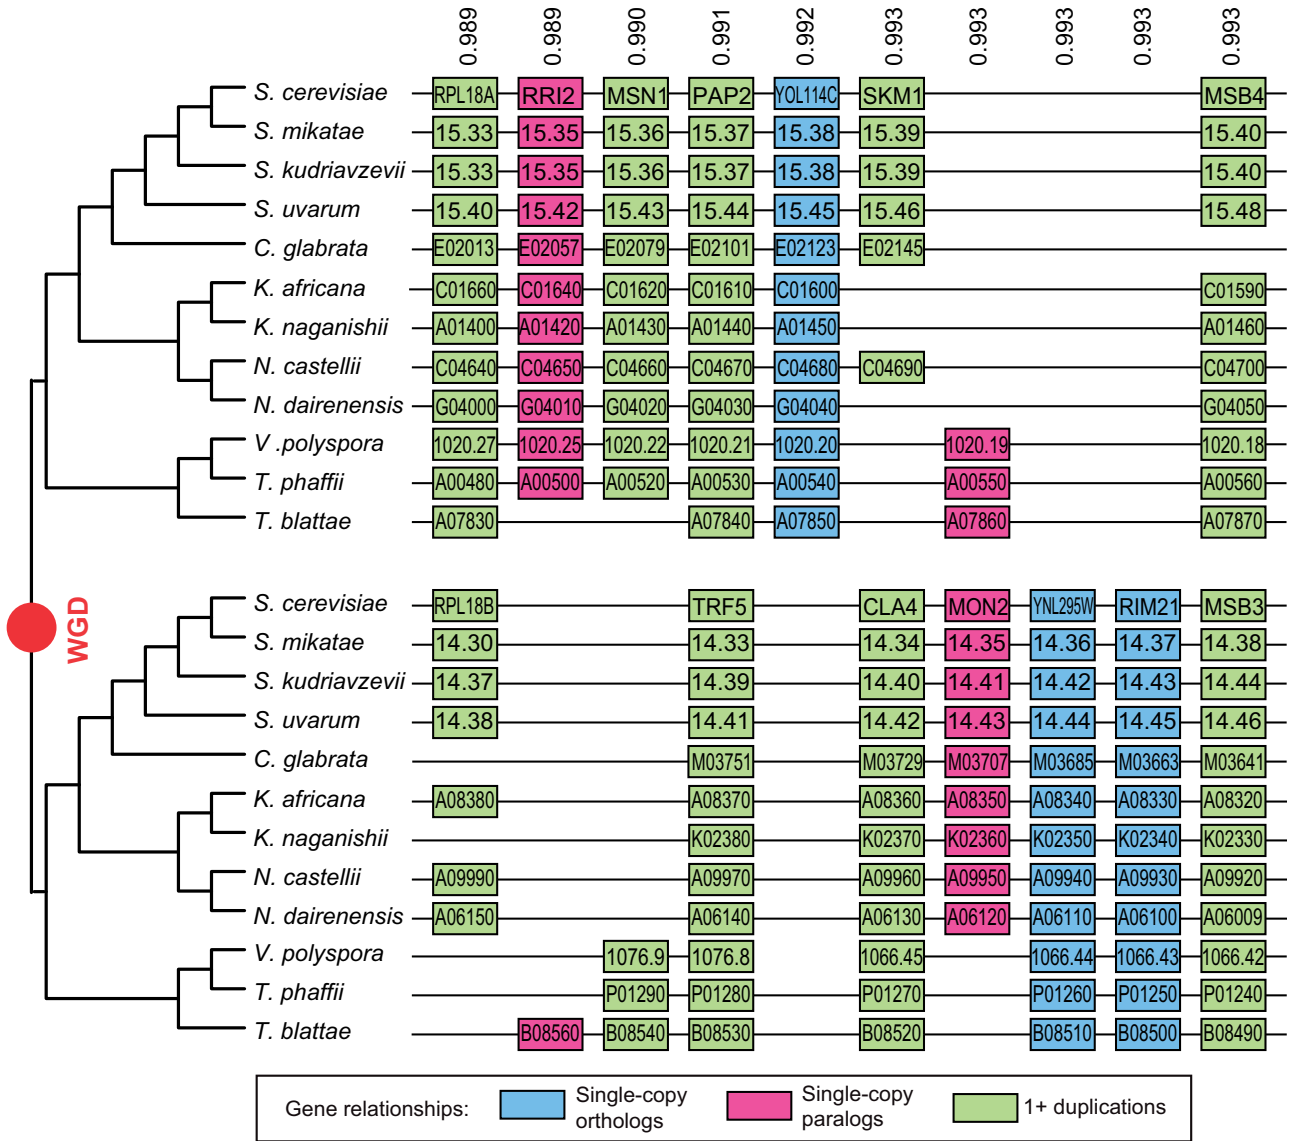 0.989 0.989 0.990 0.991 0.992 0.993 0.993 0.993 0.993 0.993
S. cerevisiae RPL18A RRI2 MSN1 PAP2 YOL114C SKM1 MSB4
S. mikatae 15.33 15.35 15.36 15.37 15.38 15.39 15.40
S. kudriavzevii 15.33 15.35 15.36 15.37 15.38 15.39 15.40
S. uvarum 15.40 15.42 15.43 15.44 15.45 15.46 15.48
C. glabrata E02013 E02057 E02079 E02101 E02123 E02145
K. africana C01660 C01640 C01620 C01610 C01600 C01590
K. naganishii A01400 A01420 A01430 A01440 A01450 A01460
N. castellii C04640 C04650 C04660 C04670 C04680 C04690 C04700
N. dairenensis G04000 G04010 G04020 G04030 G04040 G04050
V .polyspora 1020.27 1020.25 1020.22 1020.21 1020.20 1020.19 1020.18
T. phaffii A00480 A00500 A00520 A00530 A00540 A00550 A00560
T. blattae A07830 A07840 A07850 A07860 A07870
WGD
S. cerevisiae RPL18B TRF5 CLA4 MON2 YNL295W RIM21 MSB3
S. mikatae 14.30 14.33 14.34 14.35 14.36 14.37 14.38
S. kudriavzevii 14.37 14.39 14.40 14.41 14.42 14.43 14.44
S. uvarum 14.38 14.41 14.42 14.43 14.44 14.45 14.46
C. glabrata M03751 M03729 M03707 M03685 M03663 M03641
K. africana A08380 A08370 A08360 A08350 A08340 A08330 A08320
K. naganishii K02380 K02370 K02360 K02350 K02340 K02330
N. castellii A09990 A09970 A09960 A09950 A09940 A09930 A09920
N. dairenensis A06150 A06140 A06130 A06120 A06110 A06100 A06009
V. polyspora 1076.9 1076.8 1066.45 1066.44 1066.43 1066.42
T. phaffii P01290 P01280 P01270 P01260 P01250 P01240
T. blattae B08560 B08540 B08530 B08520 B08510 B08500 B08490
Gene relationships: Single-copy orthologs Single-copy paralogs 1+ duplications